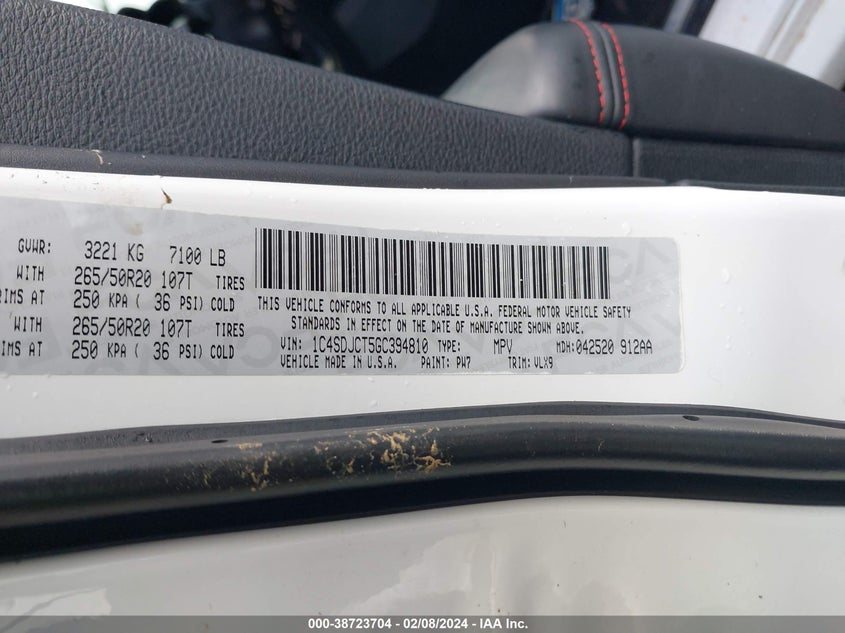 GVWR: 3221 KG 7100 LB
WITH 265/50R20 107T TIRES
RIMS AT 250 KPA ( 36 PSI) COLD
WITH 265/50R20 107T TIRES
IMS AT 250 KPA ( 36 PSI) COLD
THIS VEHICLE CONFORMS TO ALL APPLICABLE U.S.A. FEDERAL MOTOR VEHICLE SAFETY
STANDARDS IN EFFECT ON THE DATE OF MANUFACTURE SHOWN ABOVE.
VIN: 1C4SDJCT5GC394810 TYPE: MPV MDH:042520 912AA
VEHICLE MADE IN U.S.A. PAINT: PW7 TRIM: VLX9
000-38723704 - 02/08/2024 - IAA Inc.